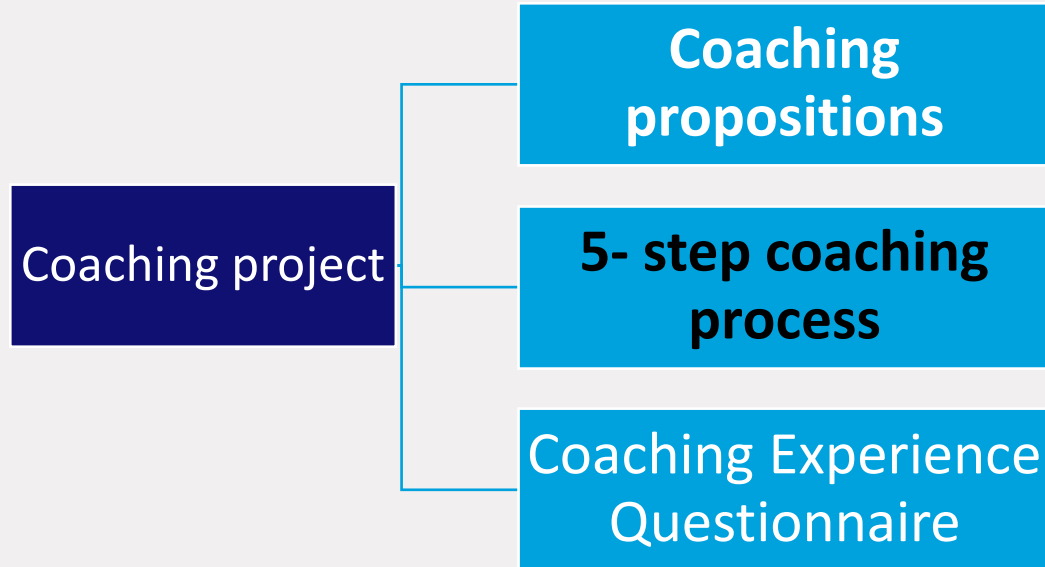 Coaching
propositions
Coaching project
5- step coaching
process
Coaching Experience
Questionnaire